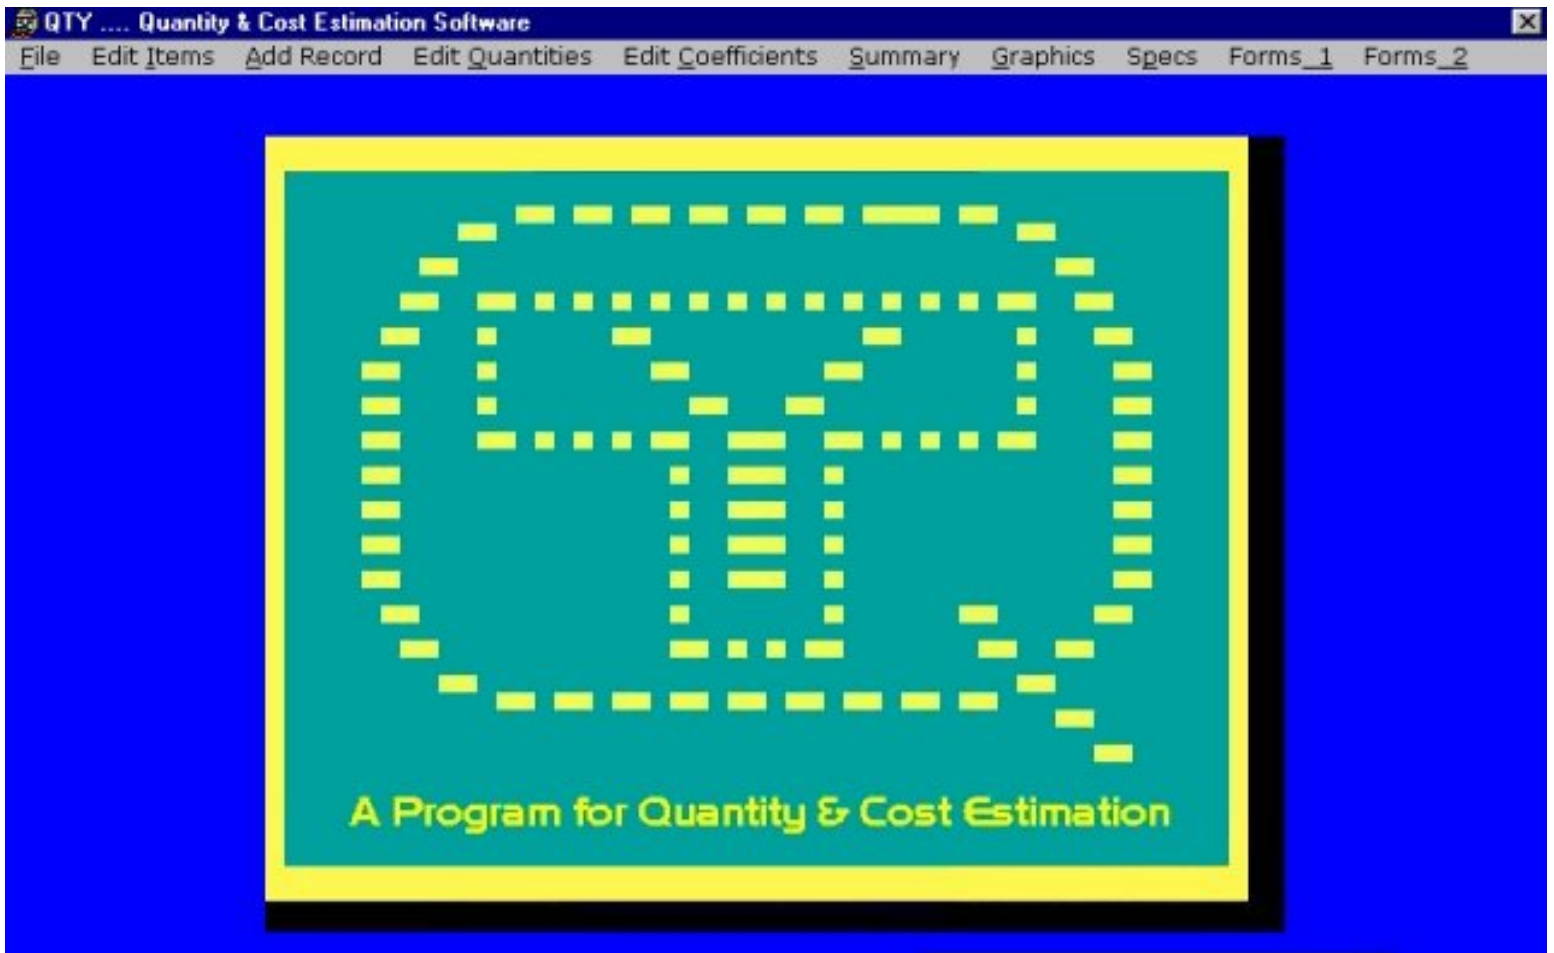 QTY .... Quantity & Cost Estimation Software
File Edit Items Add Record Edit Quantities Edit Coefficients Summary Graphics Specs Forms_1 Forms_2
QTY
A Program for Quantity & Cost Estimation